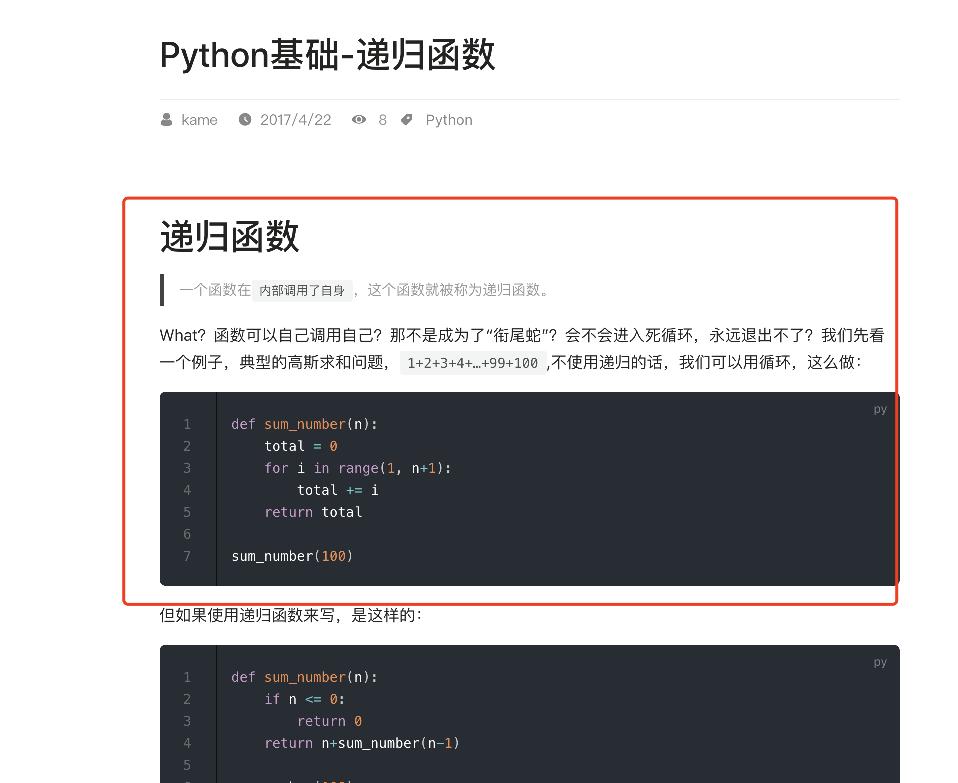 Python基础-递归函数
kame 2017/4/22 8 Python
递归函数
一个函数在 内部调用了自身 ，这个函数就被称为递归函数。
What？函数可以自己调用自己？那不是成为了“衔尾蛇”？会不会进入死循环，永远退出不了？我们先看
一个例子，典型的高斯求和问题， 1+2+3+4+…+99+100 ,不使用递归的话，我们可以用循环，这么做：
py
1 def sum_number(n):
2     total = 0
3     for i in range(1, n+1):
4         total += i
5     return total
6
7 sum_number(100)
但如果使用递归函数来写，是这样的：
py
1 def sum_number(n):
2     if n <= 0:
3         return 0
4     return n+sum_number(n-1)
5